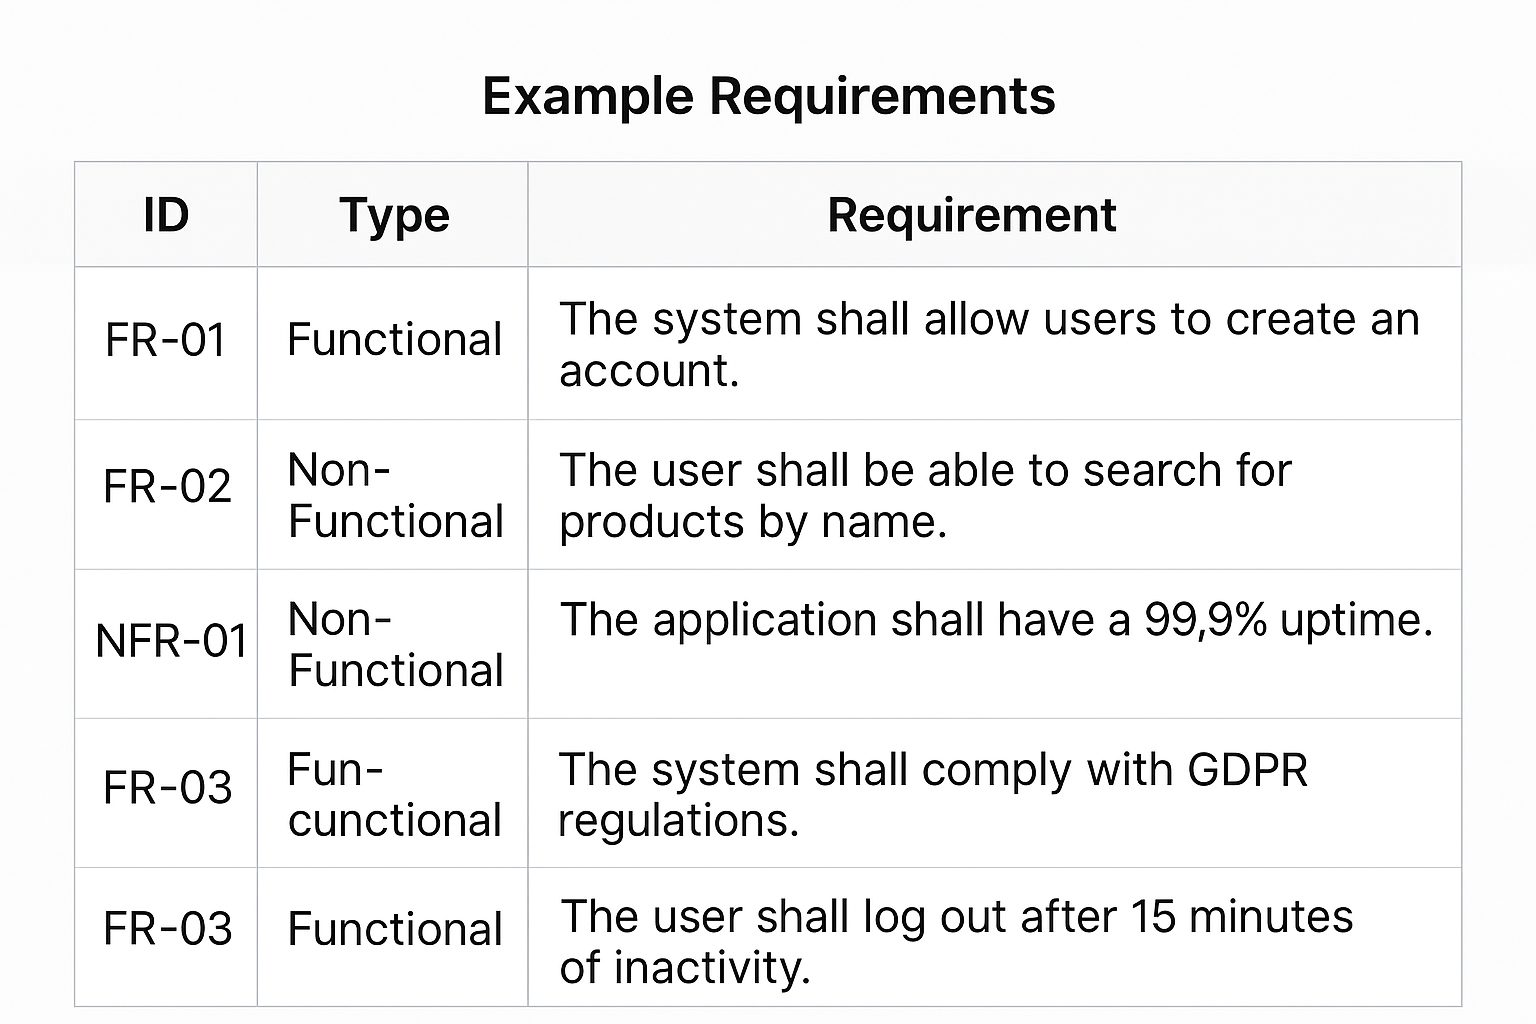 Example Requirements
ID Type Requirement
FR-01 Functional The system shall allow users to create an
account.
FR-02 Non-
Functional The user shall be able to search for
products by name.
NFR-01 Non-
Functional The application shall have a 99,9% uptime.
FR-03 Fun-
cunctional The system shall comply with GDPR
regulations.
FR-03 Functional The user shall log out after 15 minutes
of inactivity.